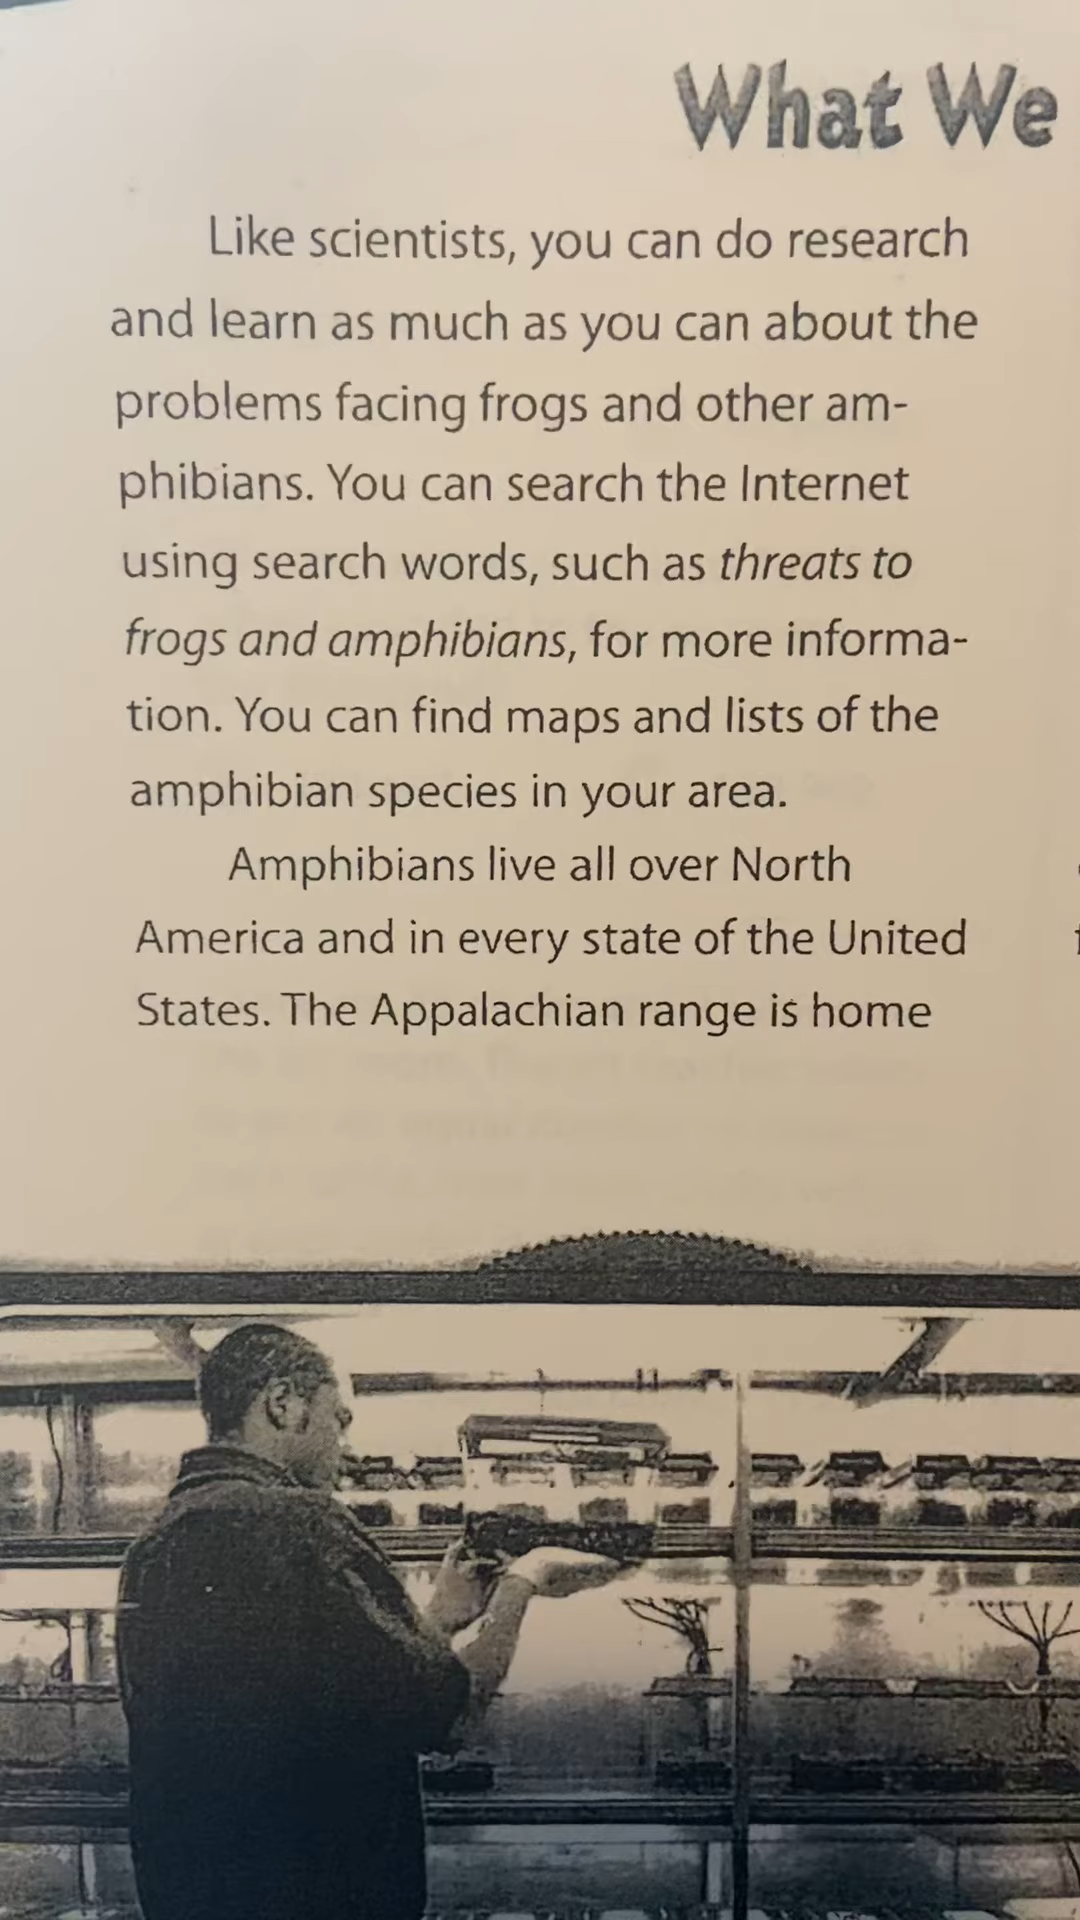 What We
Like scientists, you can do research
and learn as much as you can about the
problems facing frogs and other am-
phibians. You can search the Internet
using search words, such as threats to
frogs and amphibians, for more informa-
tion. You can find maps and lists of the
amphibian species in your area.
Amphibians live all over North
America and in every state of the United
States. The Appalachian range is home